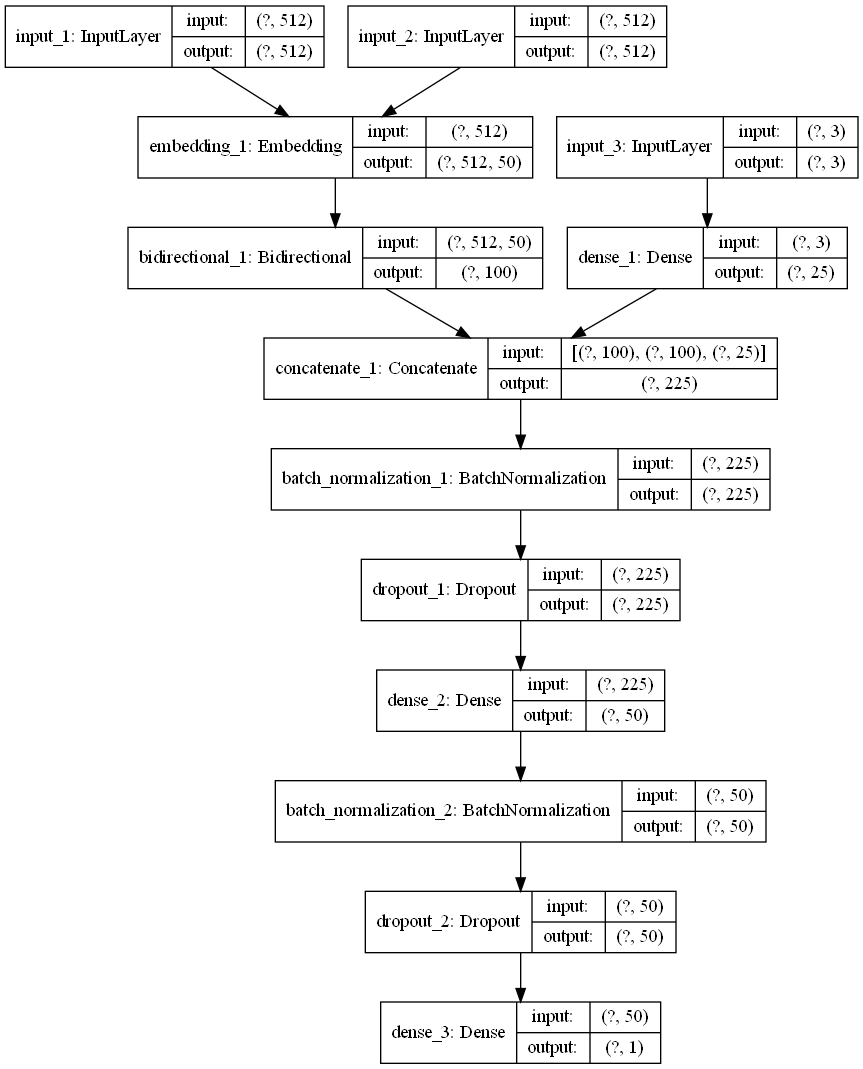 input_1: InputLayer input: (?, 512) output: (?, 512)
input_2: InputLayer input: (?, 512) output: (?, 512)
embedding_1: Embedding input: (?, 512) output: (?, 512, 50)
input_3: InputLayer input: (?, 3) output: (?, 3)
bidirectional_1: Bidirectional input: (?, 512, 50) output: (?, 100)
dense_1: Dense input: (?, 3) output: (?, 25)
concatenate_1: Concatenate input: [(?, 100), (?, 100), (?, 25)] output: (?, 225)
batch_normalization_1: BatchNormalization input: (?, 225) output: (?, 225)
dropout_1: Dropout input: (?, 225) output: (?, 225)
dense_2: Dense input: (?, 225) output: (?, 50)
batch_normalization_2: BatchNormalization input: (?, 50) output: (?, 50)
dropout_2: Dropout input: (?, 50) output: (?, 50)
dense_3: Dense input: (?, 50) output: (?, 1)